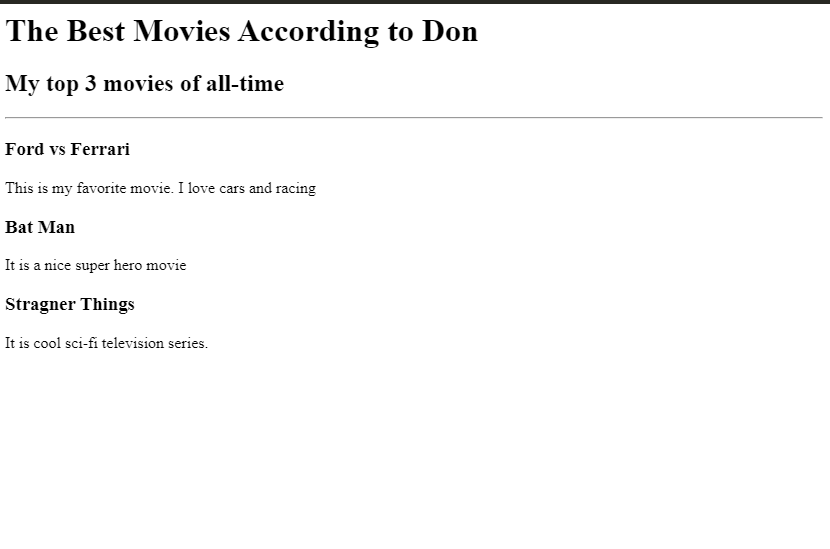 The Best Movies According to Don
My top 3 movies of all-time
Ford vs Ferrari
This is my favorite movie. I love cars and racing
Bat Man
It is a nice super hero movie
Stragner Things
It is cool sci-fi television series.